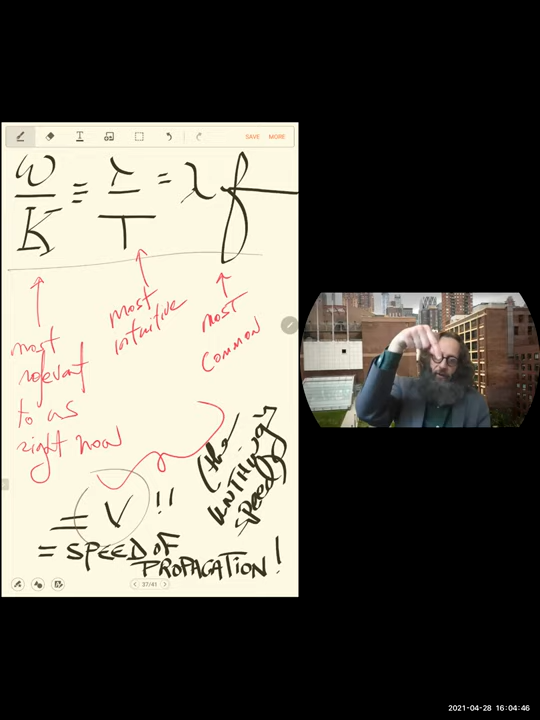 T SAVE MORE
ω/K ≡ λ/T = λf
most relevant to us right now
most intuitive
most common
(the
speed)
= V !!
= SPEED OF
PROPAGATION!
37/41
2021-04-28 16:04:46